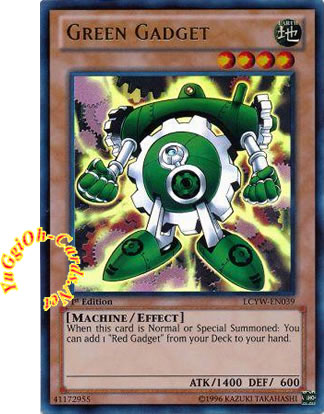 GREEN GADGET
EARTH
地
YuGgiOh-Cards.Net
1st Edition
LCYW-EN039
[MACHINE/EFFECT]
When this card is Normal or Special Summoned: You
can add 1 "Red Gadget" from your Deck to your hand.
ATK/1400 DEF/ 600
41172955
©1996 KAZUKI TAKAHASHI